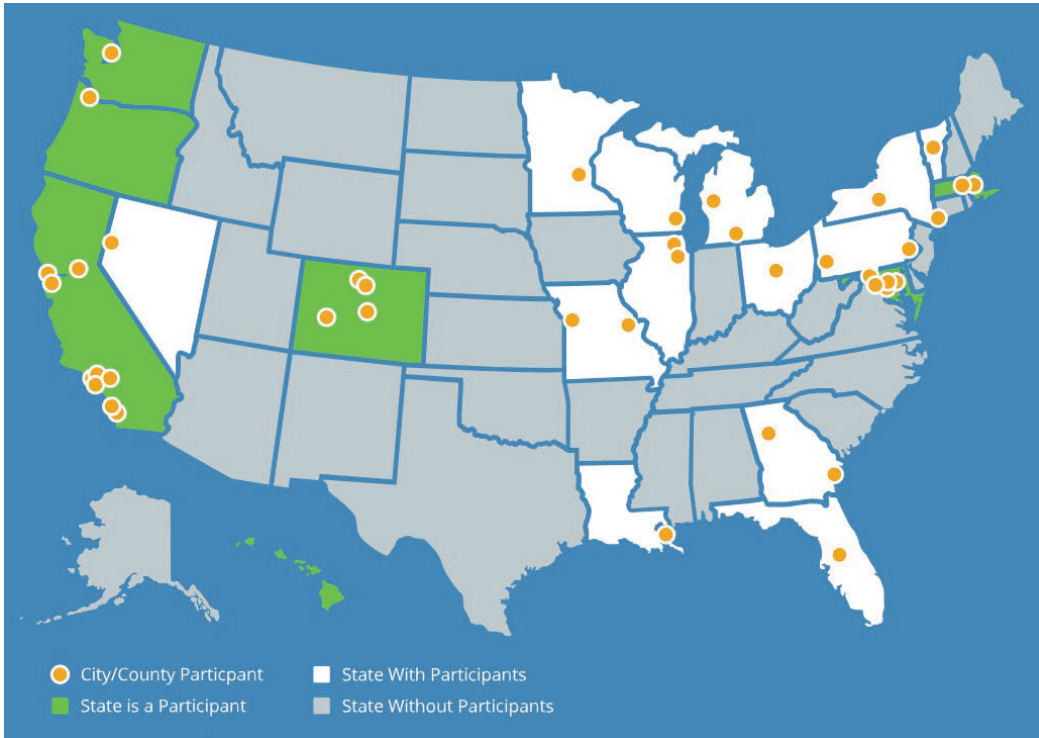 City/County Particpant
State With Participants
State is a Participant
State Without Participants